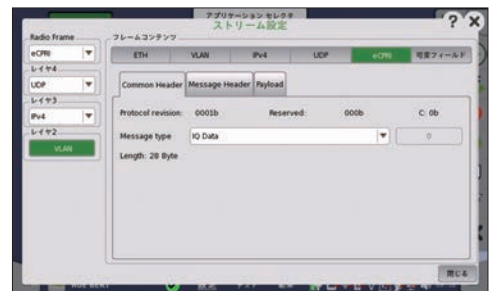 アプリケーション セレクタ
ストリーム設定
? X
Radio Frame
eCPRI
レイヤ4
UDP
レイヤ3
IPv4
レイヤ2
VLAN
フレームコンテンツ
ETH VLAN IPv4 UDP eCPRI 可変フィールド
Common Header Message Header Payload
Protocol revision: 0001b Reserved: 000b C: 0b
Message type IQ Data 0
Length: 28 Byte
閉じる